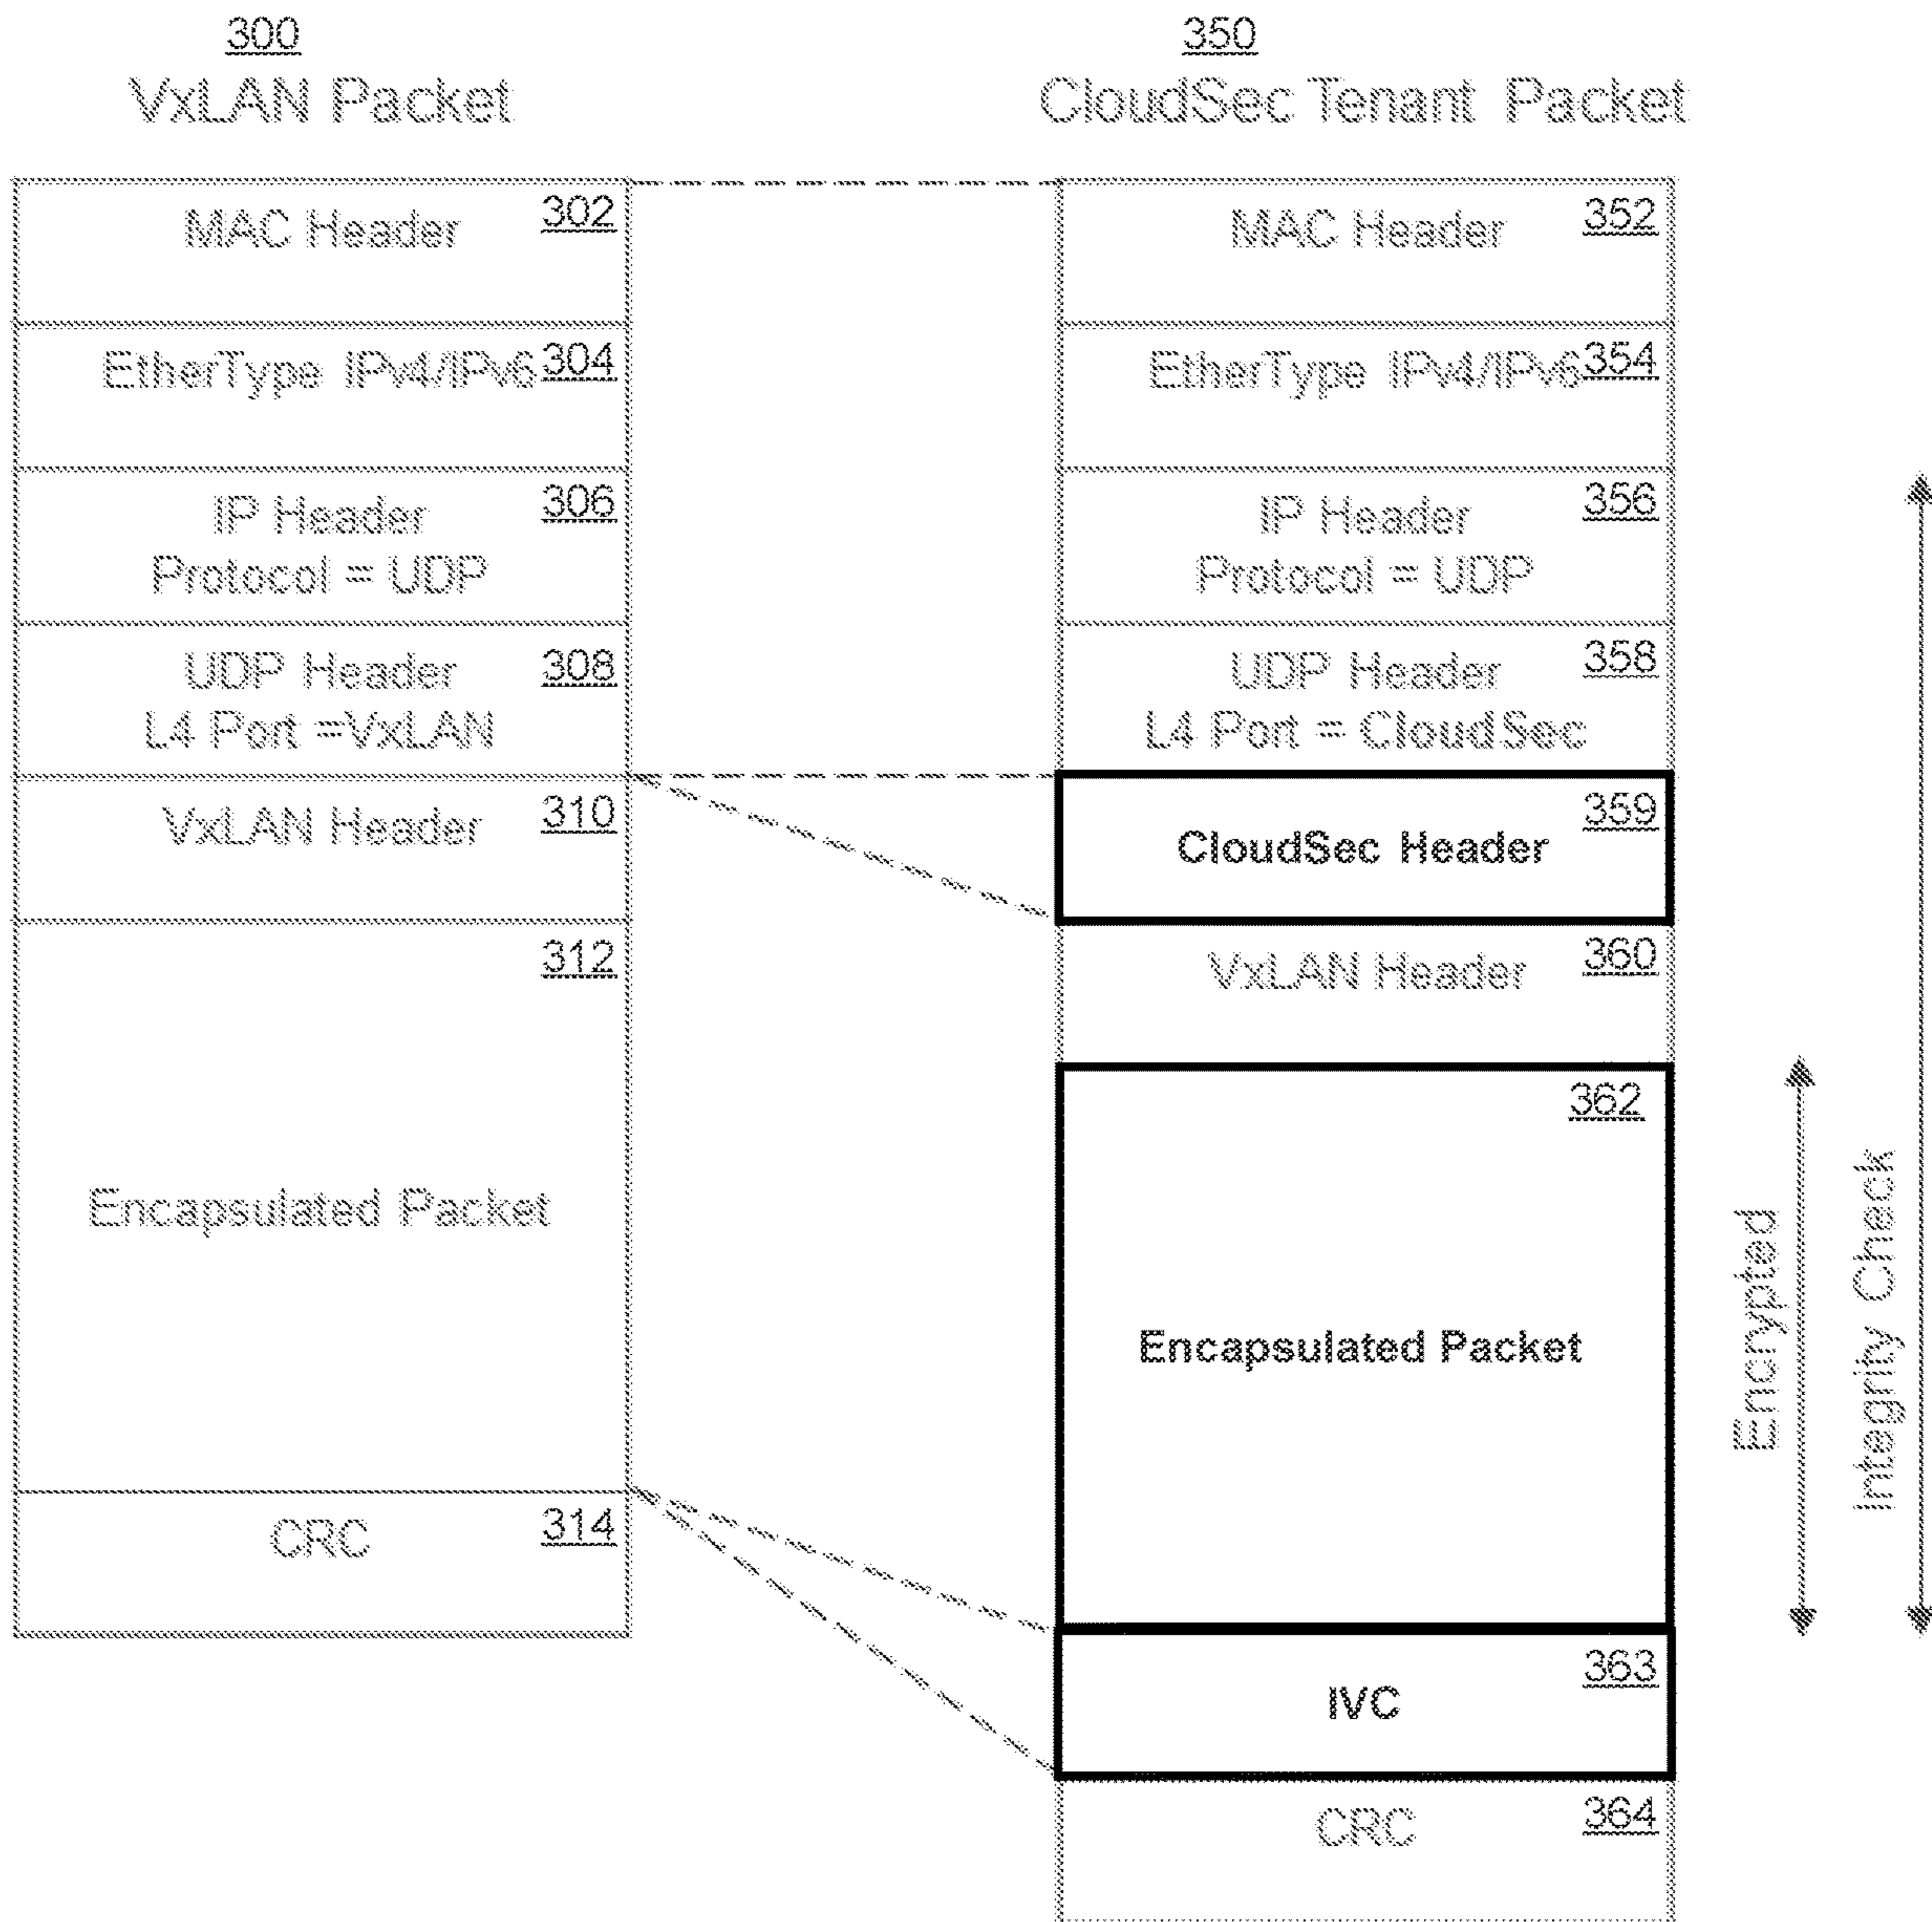 300
VxLAN Packet
302
MAC Header
304
EtherType IPv4/IPv6
306
IP Header
Protocol = UDP
308
UDP Header
L4 Port =VxLAN
310
VxLAN Header
312
Encapsulated Packet
314
CRC
350
CloudSec Tenant Packet
352
MAC Header
354
EtherType IPv4/IPv6
356
IP Header
Protocol = UDP
358
UDP Header
L4 Port = CloudSec
359
CloudSec Header
360
VxLAN Header
362
Encapsulated Packet
363
IVC
364
CRC
Encrypted
Integrity Check